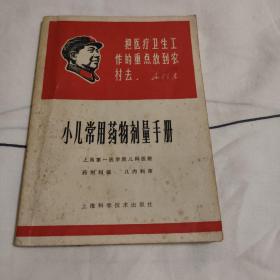 把医疗卫生工
作的重点放到农
村去．
小儿常用药物剂量手册
上海第一医学院儿科医院
药剂组编 儿内科审
上海科学技术出版社